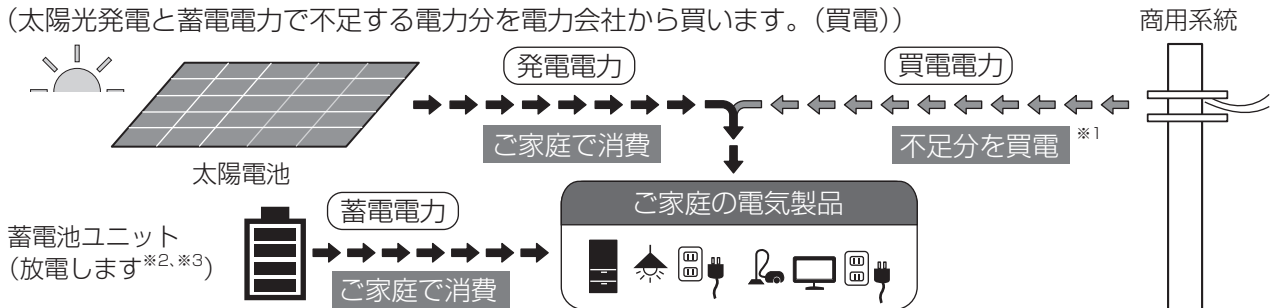 (太陽光発電と蓄電電力で不足する電力分を電力会社から買います。(買電))
商用系統
発電電力
買電電力
ご家庭で消費
不足分を買電 ※1
太陽電池
蓄電電力
ご家庭の電気製品
蓄電池ユニット
(放電します※2、※3)
ご家庭で消費